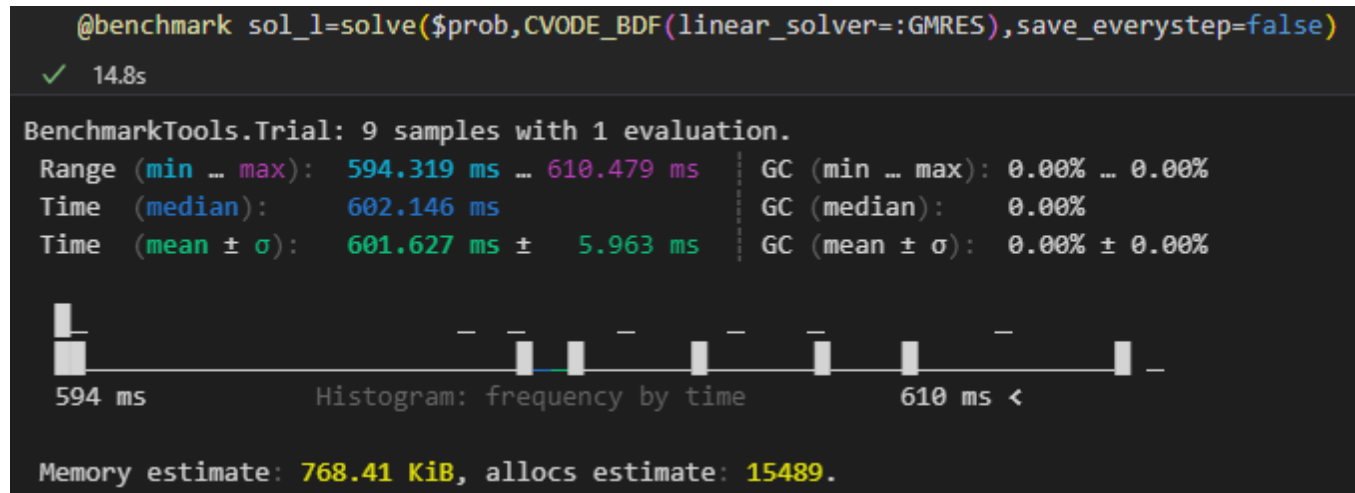 @benchmark sol_l=solve($prob,CVODE_BDF(linear_solver=:GMRES),save_everystep=false)
✓ 14.8s
BenchmarkTools.Trial: 9 samples with 1 evaluation.
Range (min … max): 594.319 ms … 610.479 ms ┊ GC (min … max): 0.00% … 0.00%
Time (median): 602.146 ms ┊ GC (median): 0.00%
Time (mean ± σ): 601.627 ms ± 5.963 ms ┊ GC (mean ± σ): 0.00% ± 0.00%
594 ms Histogram: frequency by time 610 ms <
Memory estimate: 768.41 KiB, allocs estimate: 15489.